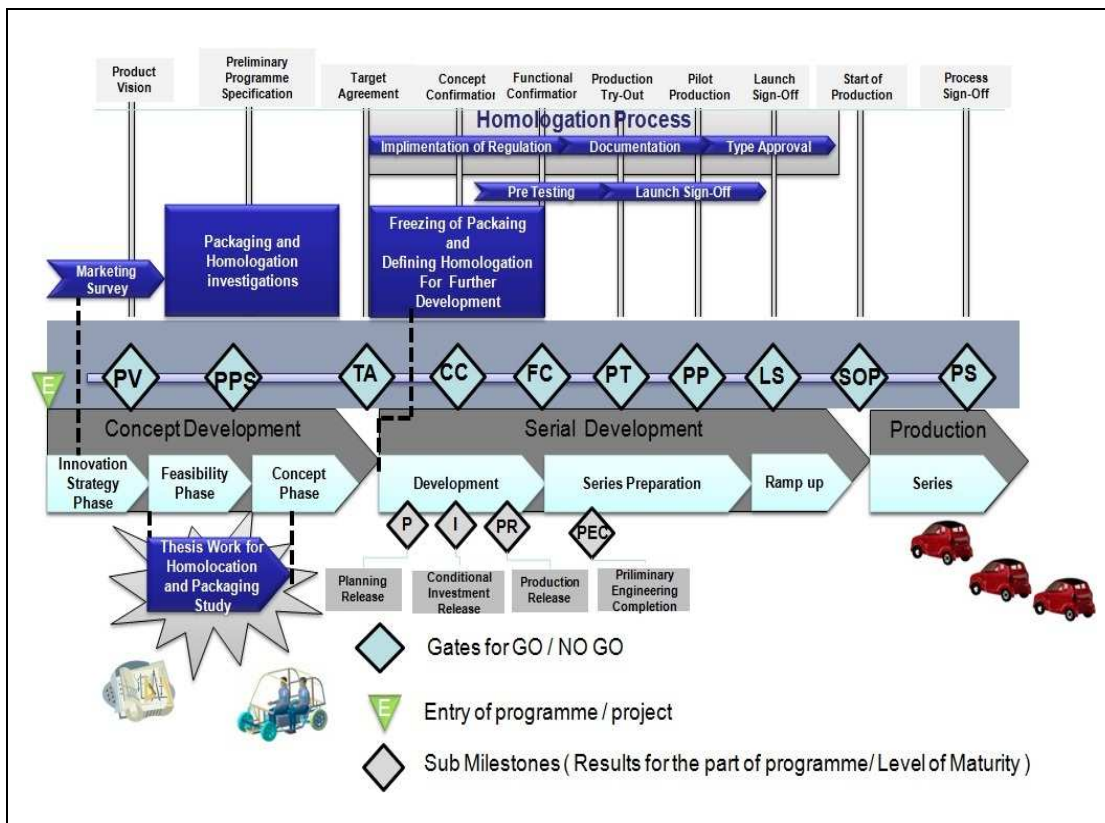 Product
Vision
Preliminary
Programme
Specification
Target
Agreement
Concept
Confirmation
Functional
Confirmation
Production
Try-Out
Pilot
Production
Launch
Sign-Off
Start of
Production
Process
Sign-Off
Homologation Process
Implimentation of Regulation
Documentation
Type Approval
Pre Testing
Launch Sign-Off
Marketing
Survey
Packaging and
Homologation
investigations
Freezing of Packaing
and
Defining Homologation
For Further
Development
E
PV
PPS
TA
CC
FC
PT
PP
LS
SOP
PS
Concept Development
Serial Development
Production
Innovation
Strategy
Phase
Feasibility
Phase
Concept
Phase
Development
Series Preparation
Ramp up
Series
P
I
PR
PEC
Thesis Work for
Homolocation
and Packaging
Study
Planning
Release
Conditional
Investment
Release
Production
Release
Priliminary
Engineering
Completion
Gates for GO / NO GO
E
Entry of programme / project
Sub Milestones ( Results for the part of programme/ Level of Maturity )